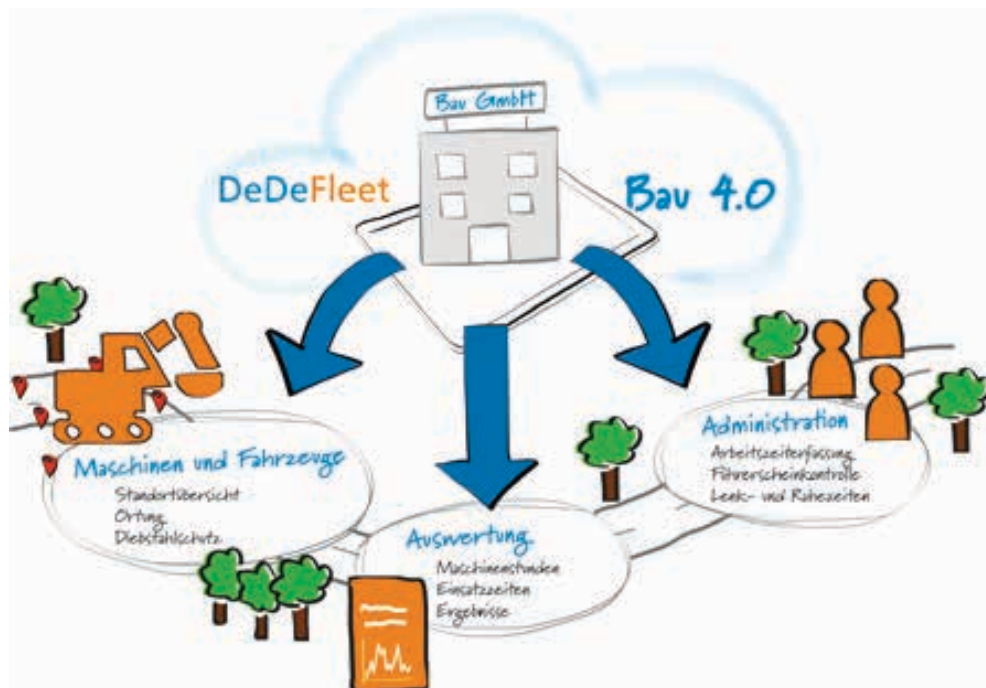 Bau GmbH
DeDeFleet
Bau 4.0
Maschinen und Fahrzeuge
Standortübersicht
Ortung
Diebstahlschutz
Auswertung
Maschinenstunden
Einsatzzeiten
Ergebnisse
Administration
Arbeitszeiterfassung
Führerscheinkontrolle
Lenk- und Ruhezeiten